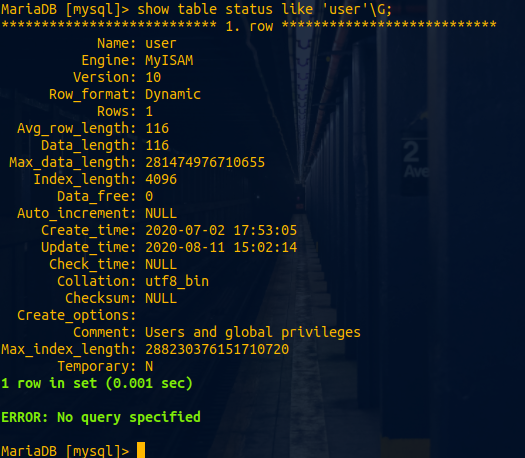 MariaDB [mysql]> show table status like 'user'\G;
*************************** 1. row ***************************
Name: user
Engine: MyISAM
Version: 10
Row_format: Dynamic
Rows: 1
Avg_row_length: 116
Data_length: 116
Max_data_length: 281474976710655
Index_length: 4096
Data_free: 0
Auto_increment: NULL
Create_time: 2020-07-02 17:53:05
Update_time: 2020-08-11 15:02:14
Check_time: NULL
Collation: utf8_bin
Checksum: NULL
Create_options:
Comment: Users and global privileges
Max_index_length: 288230376151710720
Temporary: N
1 row in set (0.001 sec)
ERROR: No query specified
MariaDB [mysql]>
2
Ave